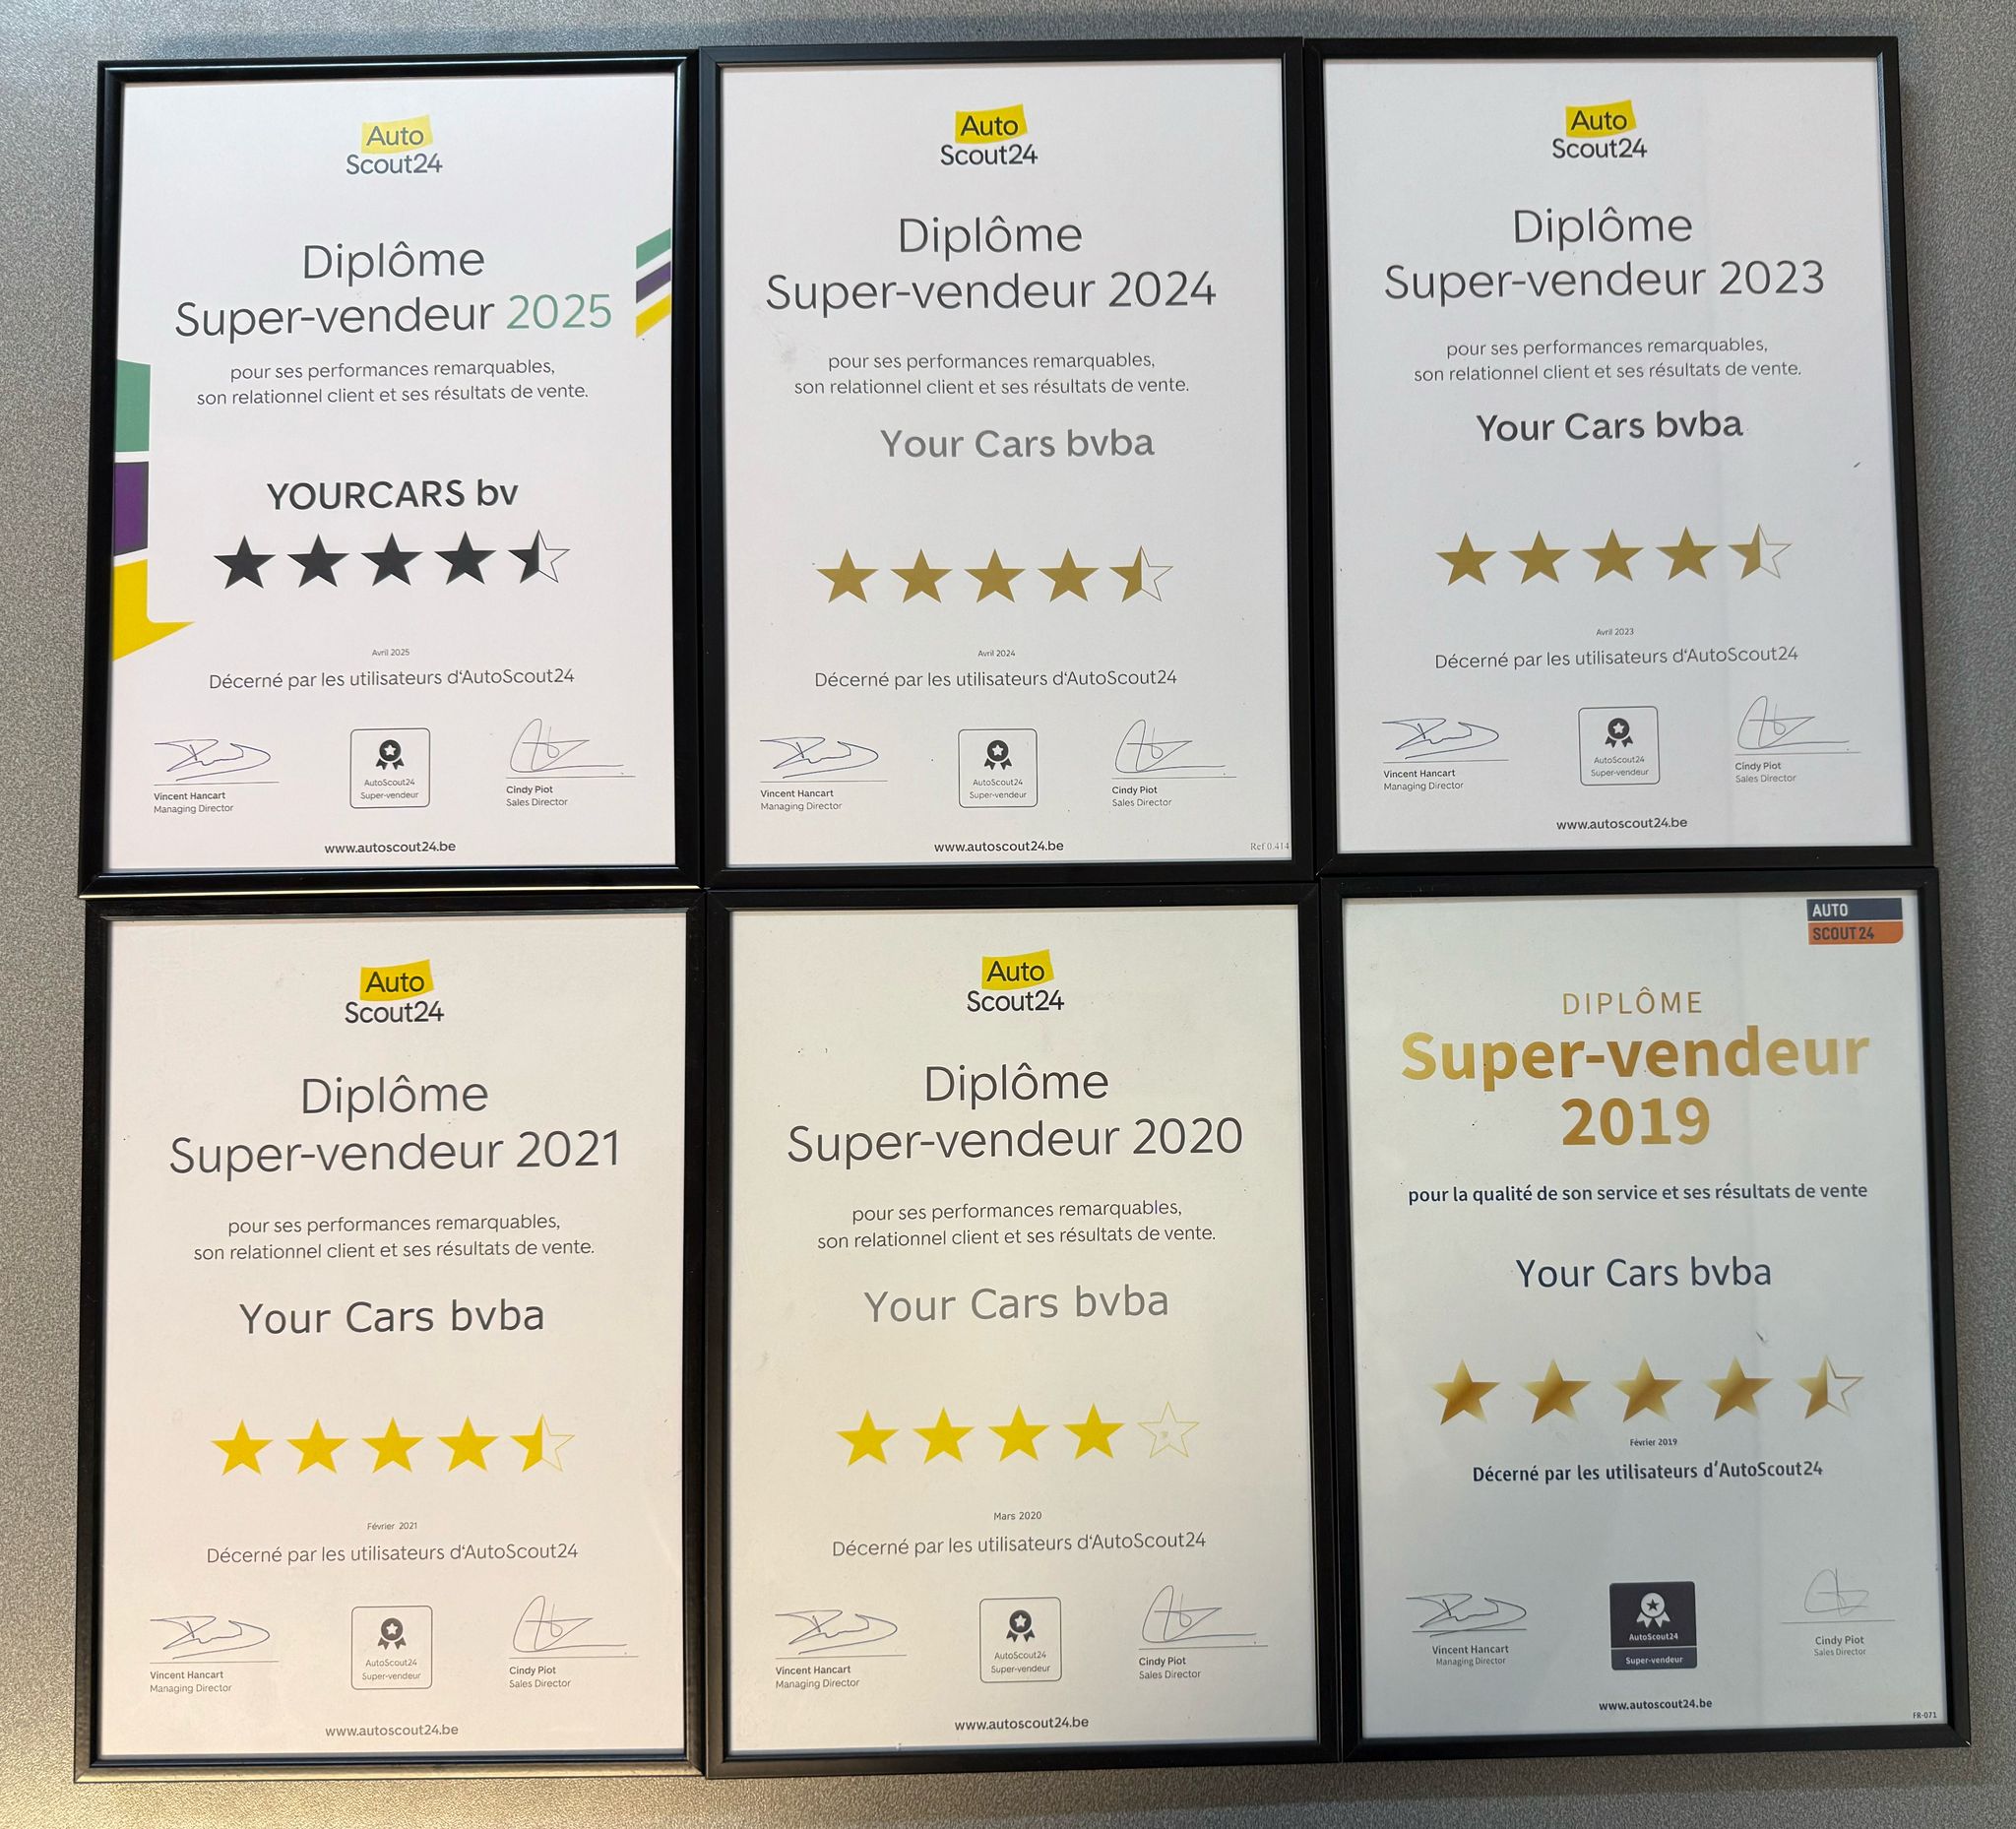 Auto
Scout24
Diplôme
Super-vendeur 2025
pour ses performances remarquables,
son relationnel client et ses résultats de vente.
YOURCARS bv
Avril 2025
Décerné par les utilisateurs d'AutoScout24
Vincent Hancart
Managing Director
AutoScout24
Super-vendeur
Cindy Piot
Sales Director
www.autoscout24.be
Auto
Scout24
Diplôme
Super-vendeur 2024
pour ses performances remarquables,
son relationnel client et ses résultats de vente.
Your Cars bvba
Avril 2024
Décerné par les utilisateurs d'AutoScout24
Vincent Hancart
Managing Director
AutoScout24
Super-vendeur
Cindy Piot
Sales Director
www.autoscout24.be
Ref 0.414
Auto
Scout24
Diplôme
Super-vendeur 2023
pour ses performances remarquables,
son relationnel client et ses résultats de vente.
Your Cars bvba
Avril 2023
Décerné par les utilisateurs d'AutoScout24
Vincent Hancart
Managing Director
AutoScout24
Super-vendeur
Cindy Piot
Sales Director
www.autoscout24.be
Auto
Scout24
Diplôme
Super-vendeur 2021
pour ses performances remarquables,
son relationnel client et ses résultats de vente.
Your Cars bvba
Février 2021
Décerné par les utilisateurs d'AutoScout24
Vincent Hancart
Managing Director
AutoScout24
Super-vendeur
Cindy Piot
Sales Director
www.autoscout24.be
Auto
Scout24
Diplôme
Super-vendeur 2020
pour ses performances remarquables,
son relationnel client et ses résultats de vente.
Your Cars bvba
Mars 2020
Décerné par les utilisateurs d'AutoScout24
Vincent Hancart
Managing Director
AutoScout24
Super-vendeur
Cindy Piot
Sales Director
www.autoscout24.be
AUTO
SCOUT24
DIPLÔME
Super-vendeur
2019
pour la qualité de son service et ses résultats de vente
Your Cars bvba
Février 2019
Décerné par les utilisateurs d'AutoScout24
Vincent Hancart
Managing Director
AutoScout24
Super-vendeur
Cindy Piot
Sales Director
www.autoscout24.be
FR-071